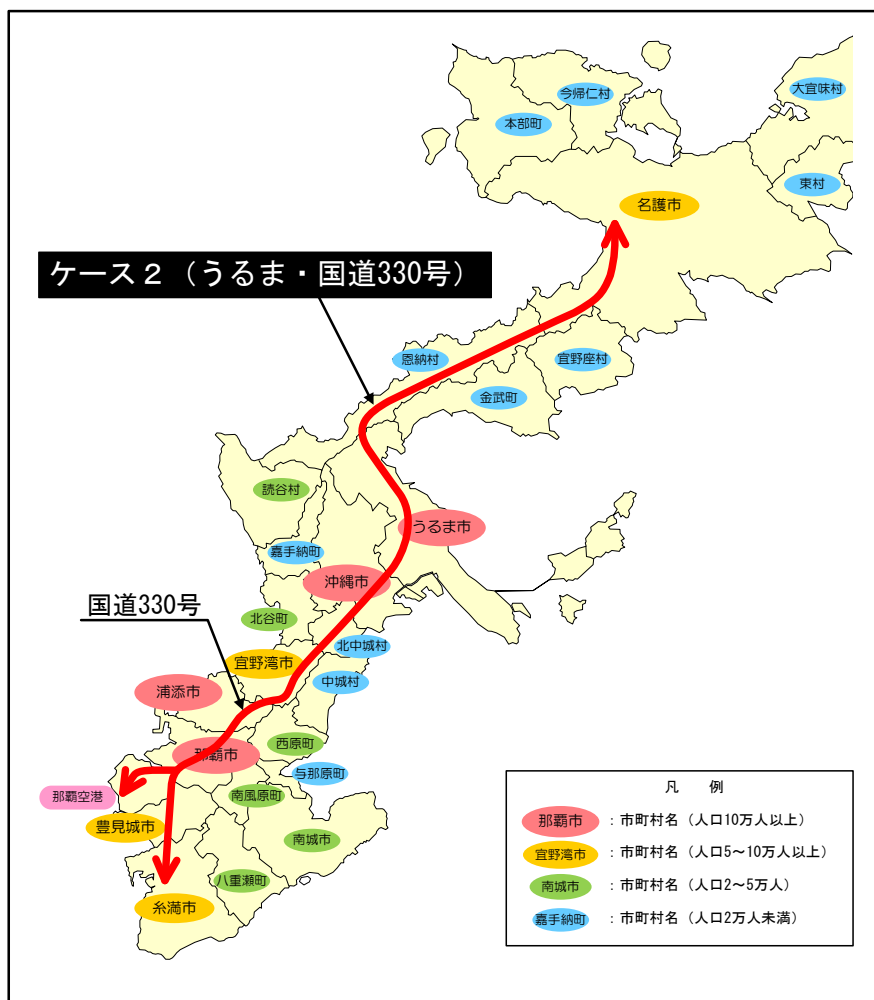 今帰仁村
大宜味村
本部町
東村
名護市
ケース２（うるま・国道330号）
恩納村
宜野座村
金武町
読谷村
うるま市
嘉手納町
沖縄市
国道330号
北谷町
北中城村
宜野湾市
中城村
浦添市
西原町
那覇市
与那原町
那覇空港
南風原町
豊見城市
南城市
八重瀬町
糸満市
凡　例
那覇市 ：市町村名（人口10万人以上）
宜野湾市 ：市町村名（人口5～10万人以上）
南城市 ：市町村名（人口2～5万人）
嘉手納町 ：市町村名（人口2万人未満）